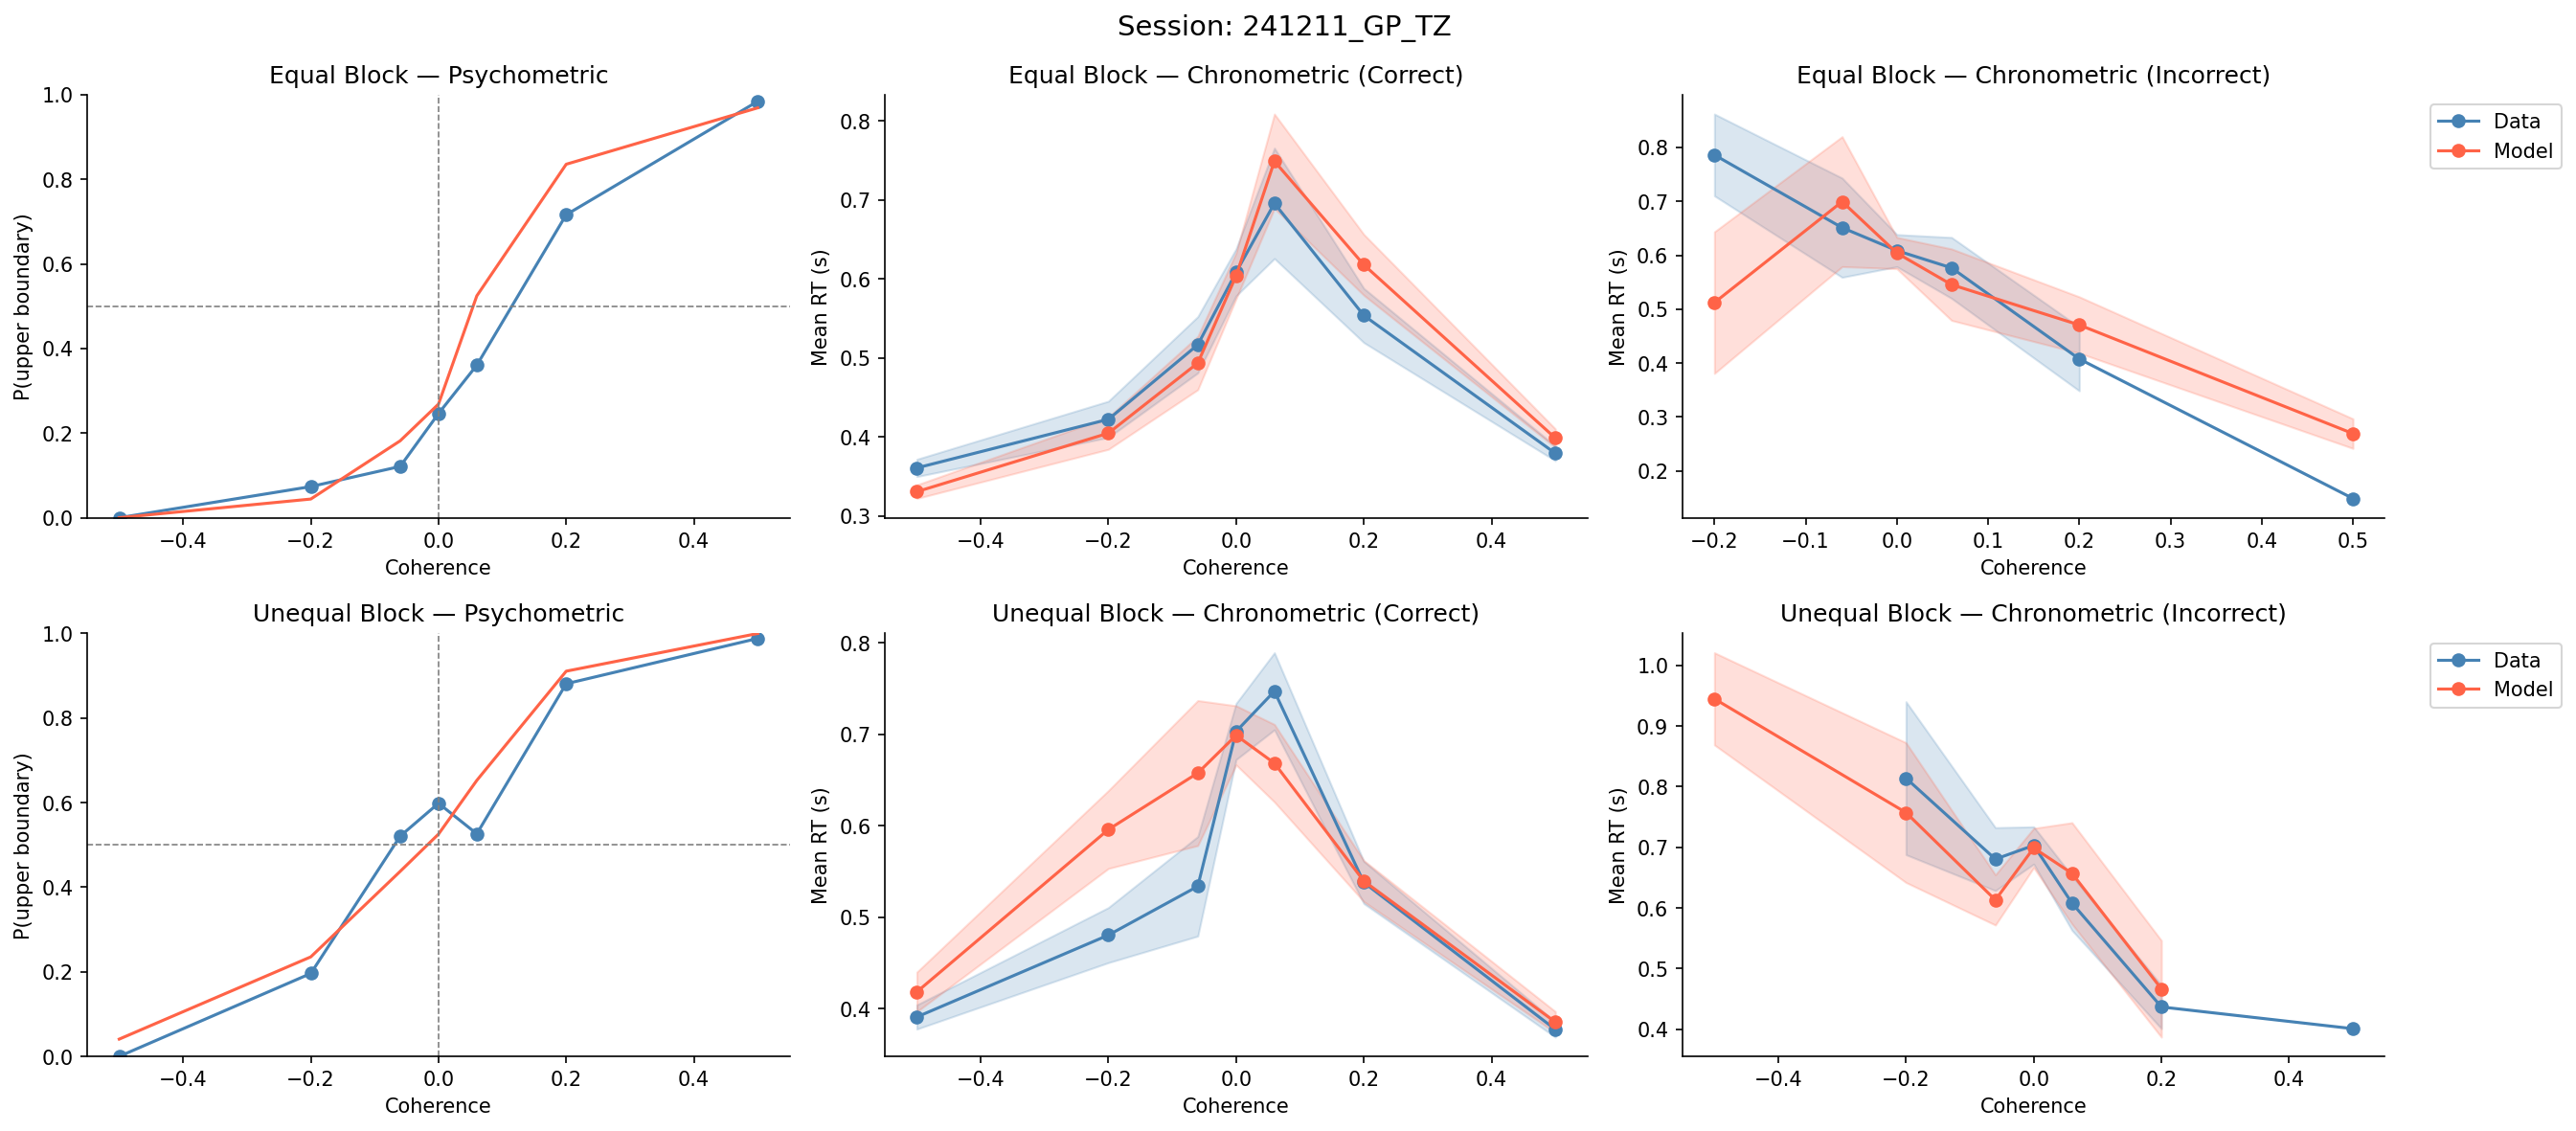 Session: 241211_GP_TZ
Equal Block — Psychometric
P(upper boundary)
1.0
0.8
0.6
0.4
0.2
0.0
−0.4 −0.2 0.0 0.2 0.4
Coherence
Equal Block — Chronometric (Correct)
Mean RT (s)
0.8
0.7
0.6
0.5
0.4
0.3
−0.4 −0.2 0.0 0.2 0.4
Coherence
Equal Block — Chronometric (Incorrect)
Mean RT (s)
0.8
0.7
0.6
0.5
0.4
0.3
0.2
−0.2 −0.1 0.0 0.1 0.2 0.3 0.4 0.5
Coherence
Data
Model
Unequal Block — Psychometric
P(upper boundary)
1.0
0.8
0.6
0.4
0.2
0.0
−0.4 −0.2 0.0 0.2 0.4
Coherence
Unequal Block — Chronometric (Correct)
Mean RT (s)
0.8
0.7
0.6
0.5
0.4
−0.4 −0.2 0.0 0.2 0.4
Coherence
Unequal Block — Chronometric (Incorrect)
Mean RT (s)
1.0
0.9
0.8
0.7
0.6
0.5
0.4
−0.4 −0.2 0.0 0.2 0.4
Coherence
Data
Model